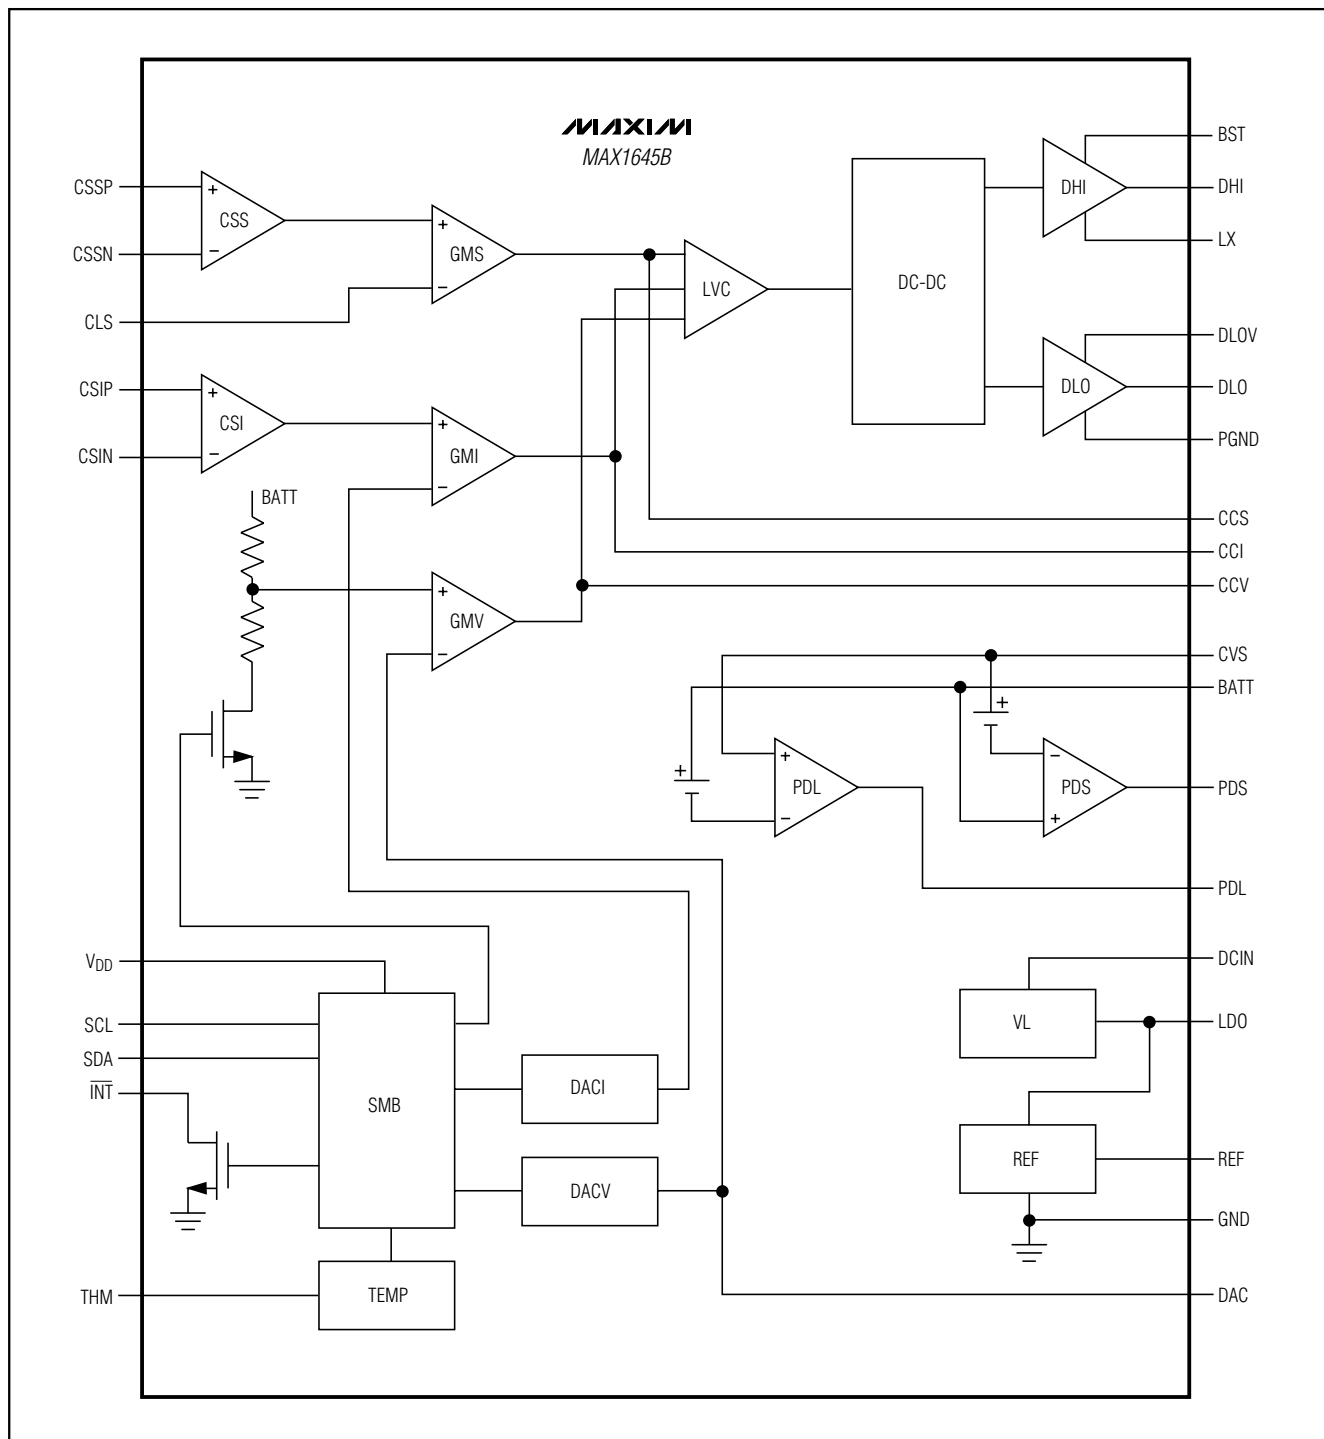 MAXIM
MAX1645B
CSSP
CSSN
CLS
CSIP
CSIN
VDD
SCL
SDA
INT
THM
+
CSS
−
+
GMS
−
+
CSI
−
+
GMI
−
BATT
+
GMV
−
LVC
DC-DC
DHI
DLO
+
+
PDL
−
+
−
PDS
+
SMB
DACI
DACV
TEMP
VL
REF
BST
DHI
LX
DLOV
DLO
PGND
CCS
CCI
CCV
CVS
BATT
PDS
PDL
DCIN
LDO
REF
GND
DAC